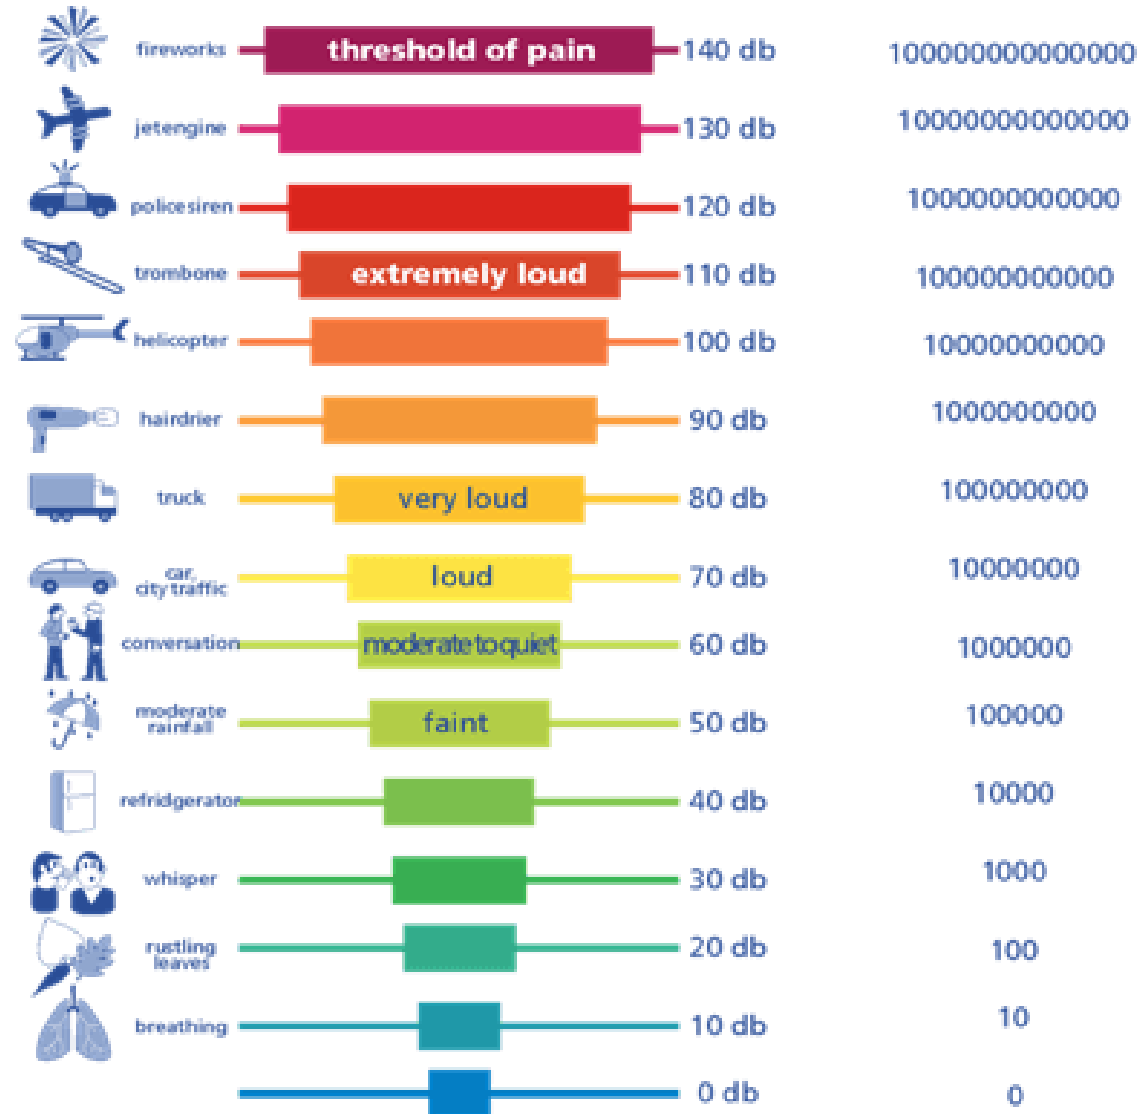 fireworks threshold of pain 140 db 100000000000000
jetengine 130 db 10000000000000
policesiren 120 db 1000000000000
trombone extremely loud 110 db 100000000000
helicopter 100 db 10000000000
hairdrier 90 db 1000000000
truck very loud 80 db 100000000
car,
city traffic loud 70 db 10000000
conversation moderate to quiet 60 db 1000000
moderate
rainfall faint 50 db 100000
refridgerator 40 db 10000
whisper 30 db 1000
rustling
leaves 20 db 100
breathing 10 db 10
0 db 0